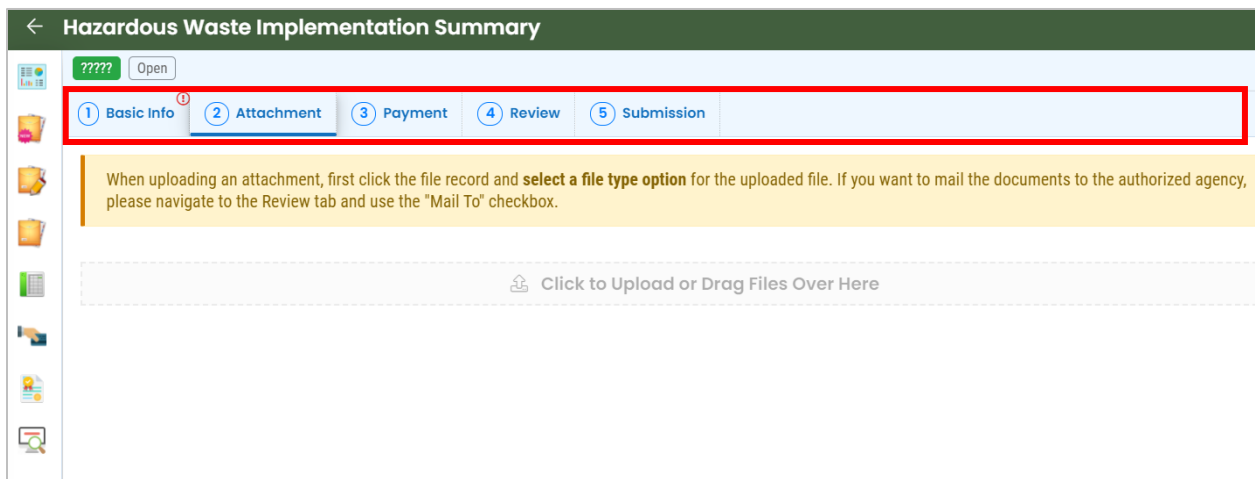 Hazardous Waste Implementation Summary
????? Open
1 Basic Info 2 Attachment 3 Payment 4 Review 5 Submission
When uploading an attachment, first click the file record and select a file type option for the uploaded file. If you want to mail the documents to the authorized agency,
please navigate to the Review tab and use the "Mail To" checkbox.
Click to Upload or Drag Files Over Here